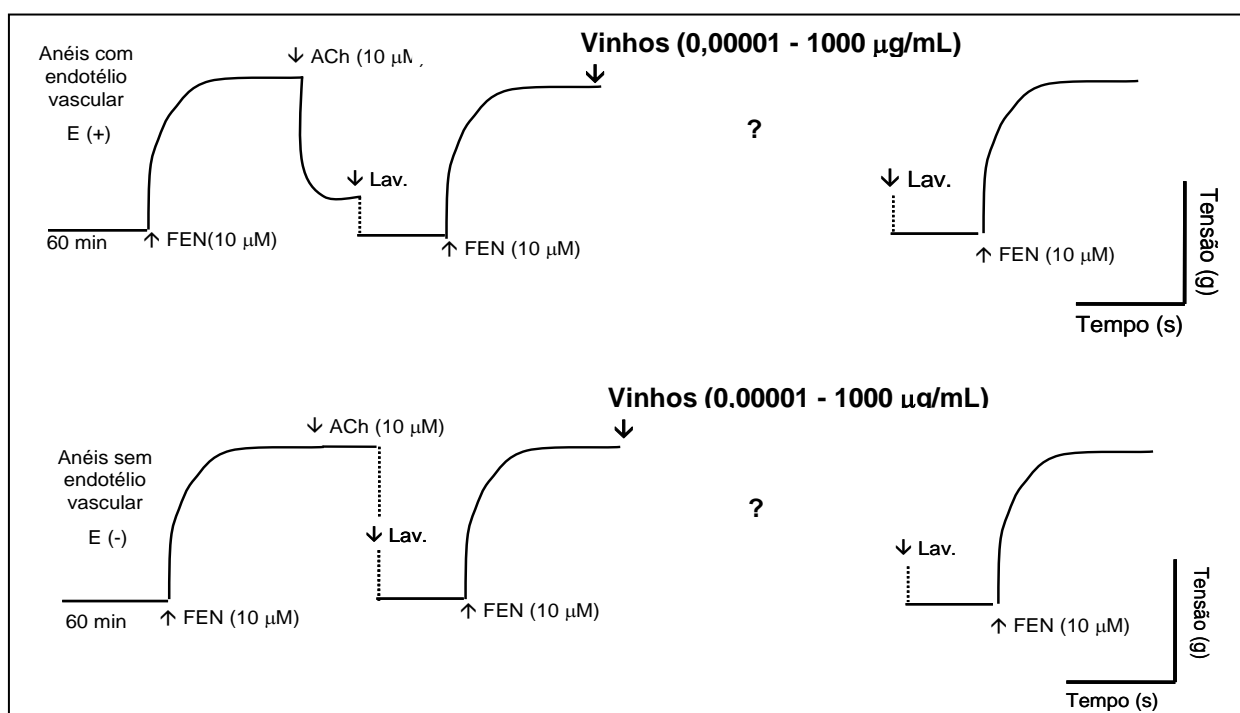 Anéis com
endotélio
vascular
E (+)
↓ ACh (10 μM
Vinhos (0,00001 - 1000 μg/mL)
?
↓ Lav.
↓ Lav.
60 min
↑ FEN(10 μM)
↑ FEN (10 μM)
↑ FEN (10 μM)
Tensão (g)
Tempo (s)
Vinhos (0,00001 - 1000 μg/mL)
↓ ACh (10 μM)
Anéis sem
endotélio
vascular
E (-)
?
↓ Lav.
↓ Lav.
60 min
↑ FEN (10 μM)
↑ FEN (10 μM)
↑ FEN (10 μM)
Tensão (g)
Tempo (s)